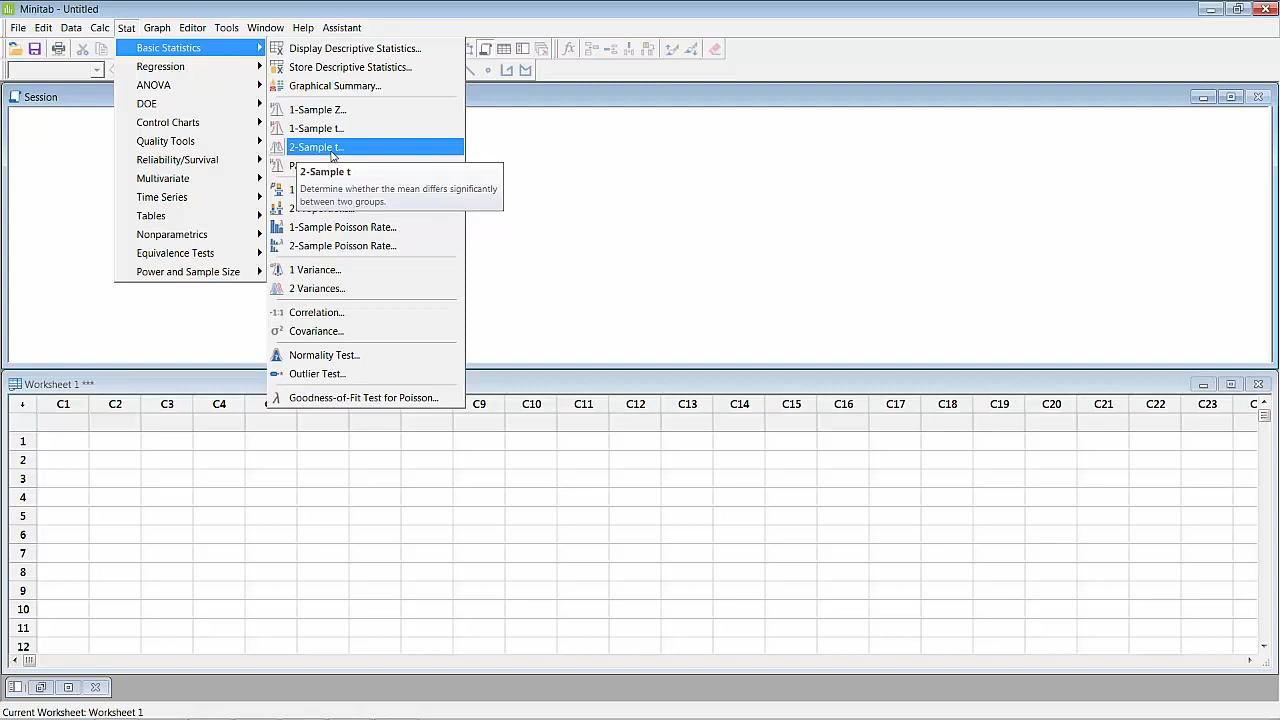 Minitab - Untitled
File Edit Data Calc Stat Graph Editor Tools Window Help Assistant
Basic Statistics
Regression
ANOVA
DOE
Control Charts
Quality Tools
Reliability/Survival
Multivariate
Time Series
Tables
Nonparametrics
Equivalence Tests
Power and Sample Size
Display Descriptive Statistics...
Store Descriptive Statistics...
Graphical Summary...
1-Sample Z...
1-Sample t...
2-Sample t...
2-Sample t
Determine whether the mean differs significantly
between two groups.
1
2
1-Sample Poisson Rate...
2-Sample Poisson Rate...
1 Variance...
2 Variances...
-1:1 Correlation...
σ² Covariance...
Normality Test...
Outlier Test...
λ Goodness-of-Fit Test for Poisson...
fx
Session
Worksheet 1 ***
C1 C2 C3 C4 C9 C10 C11 C12 C13 C14 C15 C16 C17 C18 C19 C20 C21 C22 C23
1
2
3
4
5
6
7
8
9
10
11
12
Current Worksheet: Worksheet 1